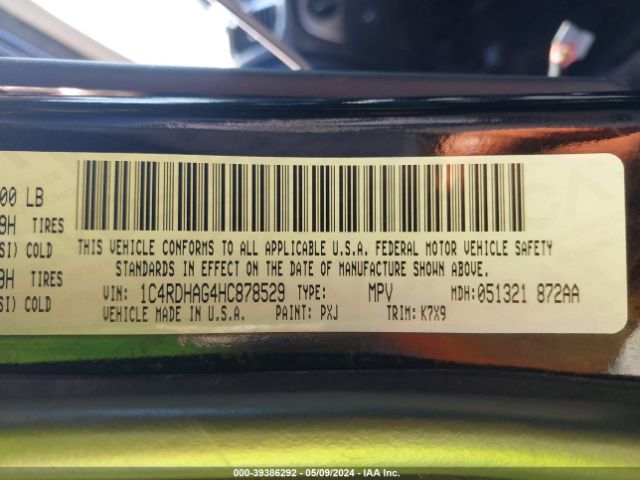 00 LB
9H TIRES
SI) COLD
9H TIRES
SI) COLD
THIS VEHICLE CONFORMS TO ALL APPLICABLE U.S.A. FEDERAL MOTOR VEHICLE SAFETY
STANDARDS IN EFFECT ON THE DATE OF MANUFACTURE SHOWN ABOVE.
VIN: 1C4RDHAG4HC878529 TYPE: MPV MDH: 051321 872AA
VEHICLE MADE IN U.S.A. PAINT: PXJ TRIM: K7X9
000-39386292 - 05/09/2024 - IAA Inc.